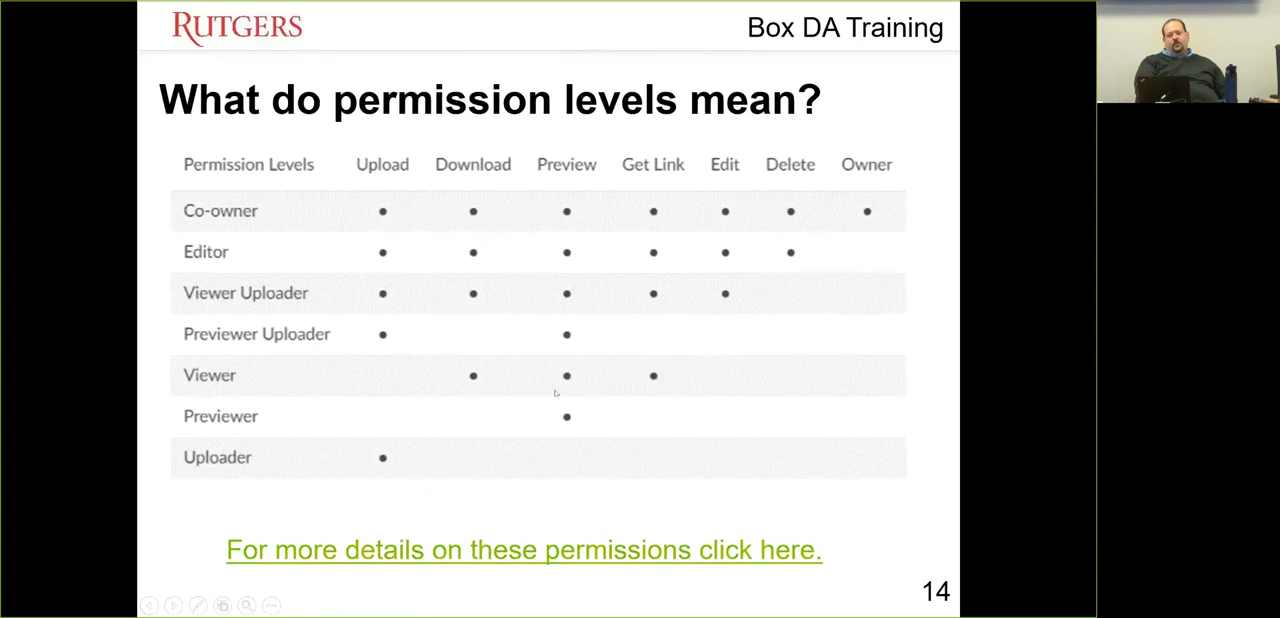 RUTGERS
Box DA Training
What do permission levels mean?
Permission Levels Upload Download Preview Get Link Edit Delete Owner
Co-owner • • • • • • •
Editor • • • • • •
Viewer Uploader • • • • •
Previewer Uploader • •
Viewer • • •
Previewer •
Uploader •
For more details on these permissions click here.
14